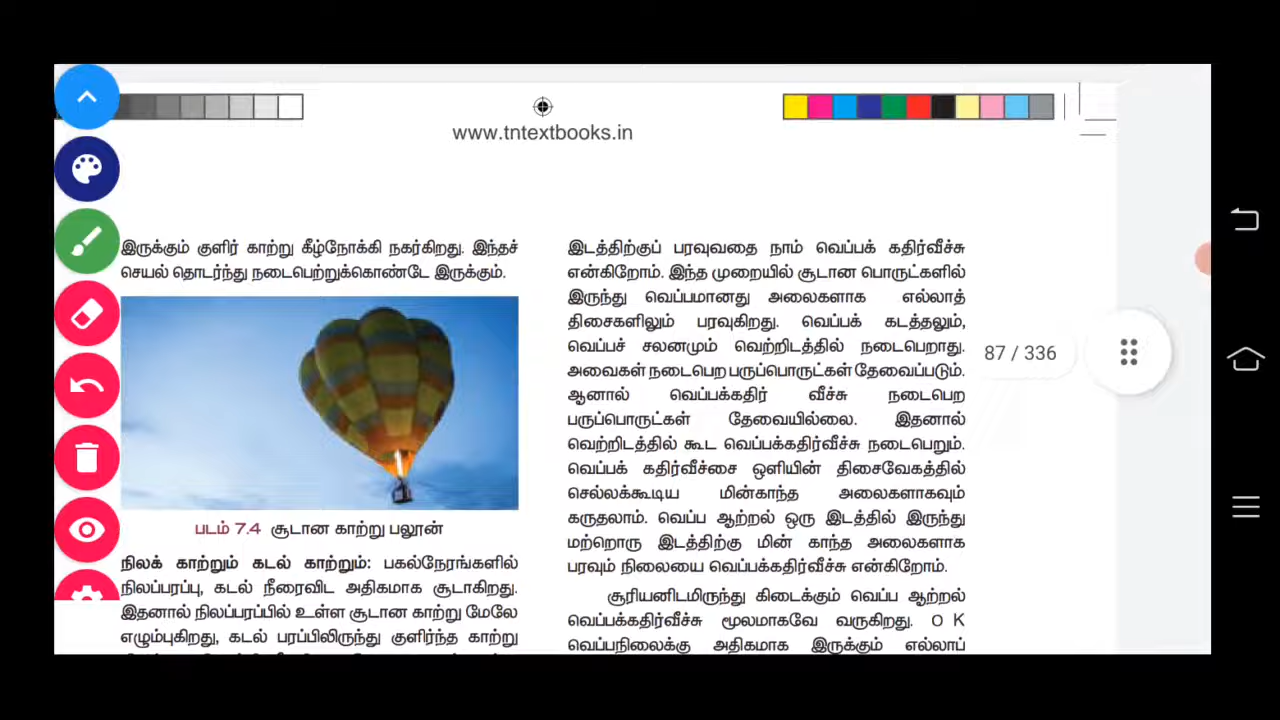 www.tntextbooks.in
இருக்கும் குளிர் காற்று கீழ்நோக்கி நகர்கிறது. இந்தச்
செயல் தொடர்ந்து நடைபெற்றுக்கொண்டே இருக்கும்.
படம் 7.4 சூடான காற்று பலூன்
நிலக் காற்றும் கடல் காற்றும்: பகல்நேரங்களில்
நிலப்பரப்பு, கடல் நீரைவிட அதிகமாக சூடாகிறது.
இதனால் நிலப்பரப்பில் உள்ள சூடான காற்று மேலே
எழும்புகிறது, கடல் பரப்பிலிருந்து குளிர்ந்த காற்று
இடத்திற்குப் பரவுவதை நாம் வெப்பக் கதிர்வீச்சு
என்கிறோம். இந்த முறையில் சூடான பொருட்களில்
இருந்து வெப்பமானது அலைகளாக எல்லாத்
திசைகளிலும் பரவுகிறது. வெப்பக் கடத்தலும்,
வெப்பச் சலனமும் வெற்றிடத்தில் நடைபெறாது.
அவைகள் நடைபெற பருப்பொருட்கள் தேவைப்படும்.
ஆனால் வெப்பக்கதிர் வீச்சு நடைபெற
பருப்பொருட்கள் தேவையில்லை. இதனால்
வெற்றிடத்தில் கூட வெப்பக்கதிர்வீச்சு நடைபெறும்.
வெப்பக் கதிர்வீச்சை ஒளியின் திசைவேகத்தில்
செல்லக்கூடிய மின்காந்த அலைகளாகவும்
கருதலாம். வெப்ப ஆற்றல் ஒரு இடத்தில் இருந்து
மற்றொரு இடத்திற்கு மின் காந்த அலைகளாக
பரவும் நிலையை வெப்பக்கதிர்வீச்சு என்கிறோம்.
சூரியனிடமிருந்து கிடைக்கும் வெப்ப ஆற்றல்
வெப்பக்கதிர்வீச்சு மூலமாகவே வருகிறது. 0 K
வெப்பநிலைக்கு அதிகமாக இருக்கும் எல்லாப்
87 / 336